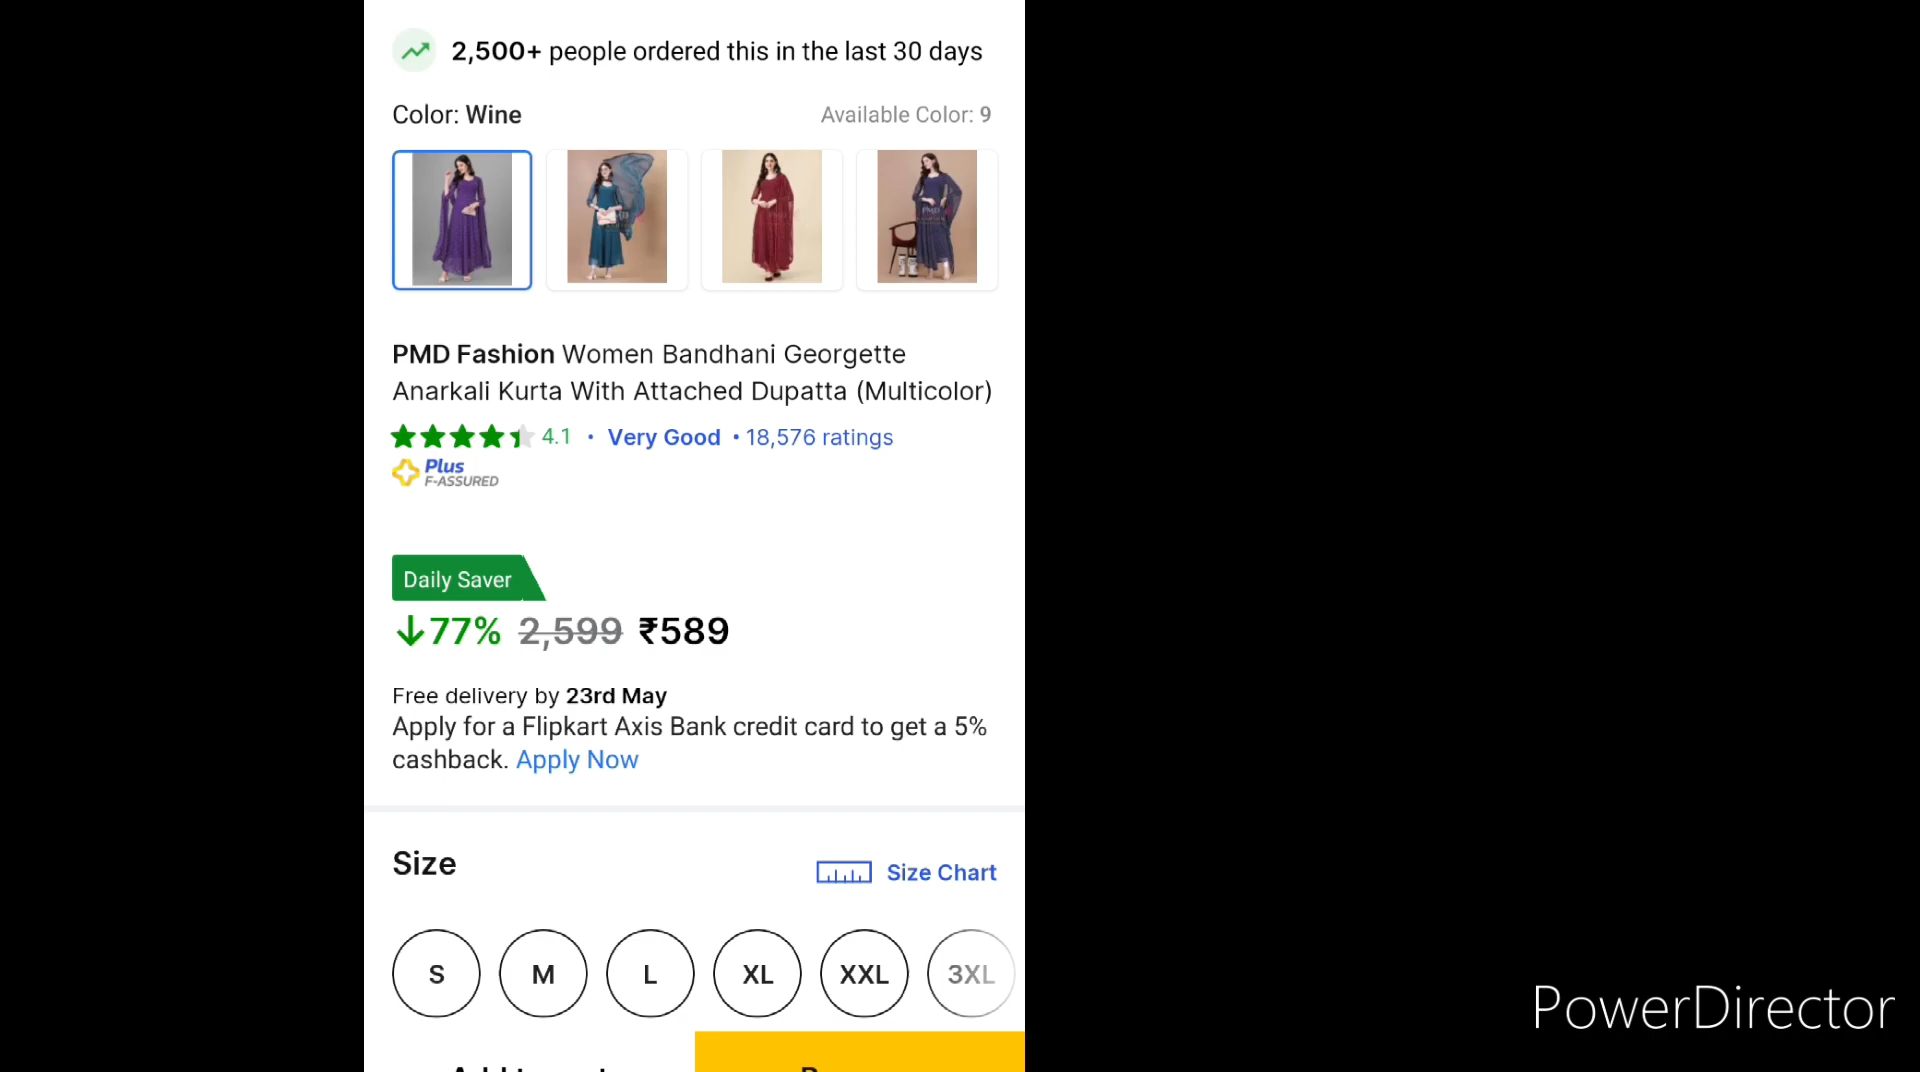 2,500+ people ordered this in the last 30 days
Color: Wine
Available Color: 9
PMD Fashion Women Bandhani Georgette
Anarkali Kurta With Attached Dupatta (Multicolor)
4.1 • Very Good • 18,576 ratings
Plus
F-ASSURED
Daily Saver
↓77% 2,599 ₹589
Free delivery by 23rd May
Apply for a Flipkart Axis Bank credit card to get a 5%
cashback. Apply Now
Size
Size Chart
S M L XL XXL 3XL
PowerDirector